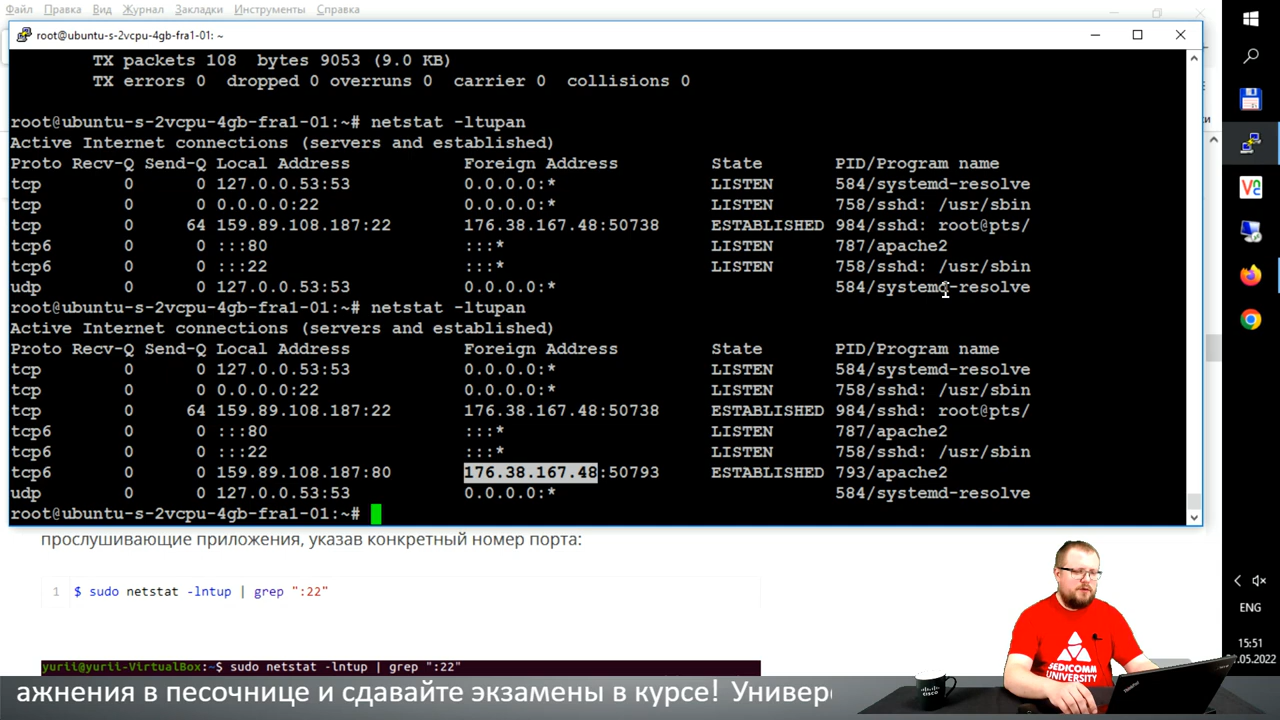 Файл Правка Вид Журнал Закладки Инструменты Справка
root@ubuntu-s-2vcpu-4gb-fra1-01: ~
TX packets 108 bytes 9053 (9.0 KB)
TX errors 0 dropped 0 overruns 0 carrier 0 collisions 0
root@ubuntu-s-2vcpu-4gb-fra1-01:~# netstat -ltupan
Active Internet connections (servers and established)
Proto Recv-Q Send-Q Local Address Foreign Address State PID/Program name
tcp 0 0 127.0.0.53:53 0.0.0.0:* LISTEN 584/systemd-resolve
tcp 0 0 0.0.0.0:22 0.0.0.0:* LISTEN 758/sshd: /usr/sbin
tcp 0 64 159.89.108.187:22 176.38.167.48:50738 ESTABLISHED 984/sshd: root@pts/
tcp6 0 0 :::80 :::* LISTEN 787/apache2
tcp6 0 0 :::22 :::* LISTEN 758/sshd: /usr/sbin
udp 0 0 127.0.0.53:53 0.0.0.0:* 584/systemd-resolve
root@ubuntu-s-2vcpu-4gb-fra1-01:~# netstat -ltupan
Active Internet connections (servers and established)
Proto Recv-Q Send-Q Local Address Foreign Address State PID/Program name
tcp 0 0 127.0.0.53:53 0.0.0.0:* LISTEN 584/systemd-resolve
tcp 0 0 0.0.0.0:22 0.0.0.0:* LISTEN 758/sshd: /usr/sbin
tcp 0 64 159.89.108.187:22 176.38.167.48:50738 ESTABLISHED 984/sshd: root@pts/
tcp6 0 0 :::80 :::* LISTEN 787/apache2
tcp6 0 0 :::22 :::* LISTEN 758/sshd: /usr/sbin
tcp6 0 0 159.89.108.187:80 176.38.167.48:50793 ESTABLISHED 793/apache2
udp 0 0 127.0.0.53:53 0.0.0.0:* 584/systemd-resolve
root@ubuntu-s-2vcpu-4gb-fra1-01:~#
прослушивающие приложения, указав конкретный номер порта:
1 $ sudo netstat -lntup | grep ":22"
yurii@yurii-VirtualBox:~$ sudo netstat -lntup | grep ":22"
ENG
15:51
.05.2022
SEDICOMM
UNIVERSITY
CISCO
ажнения в песочнице и сдавайте экзамены в курсе! Универс